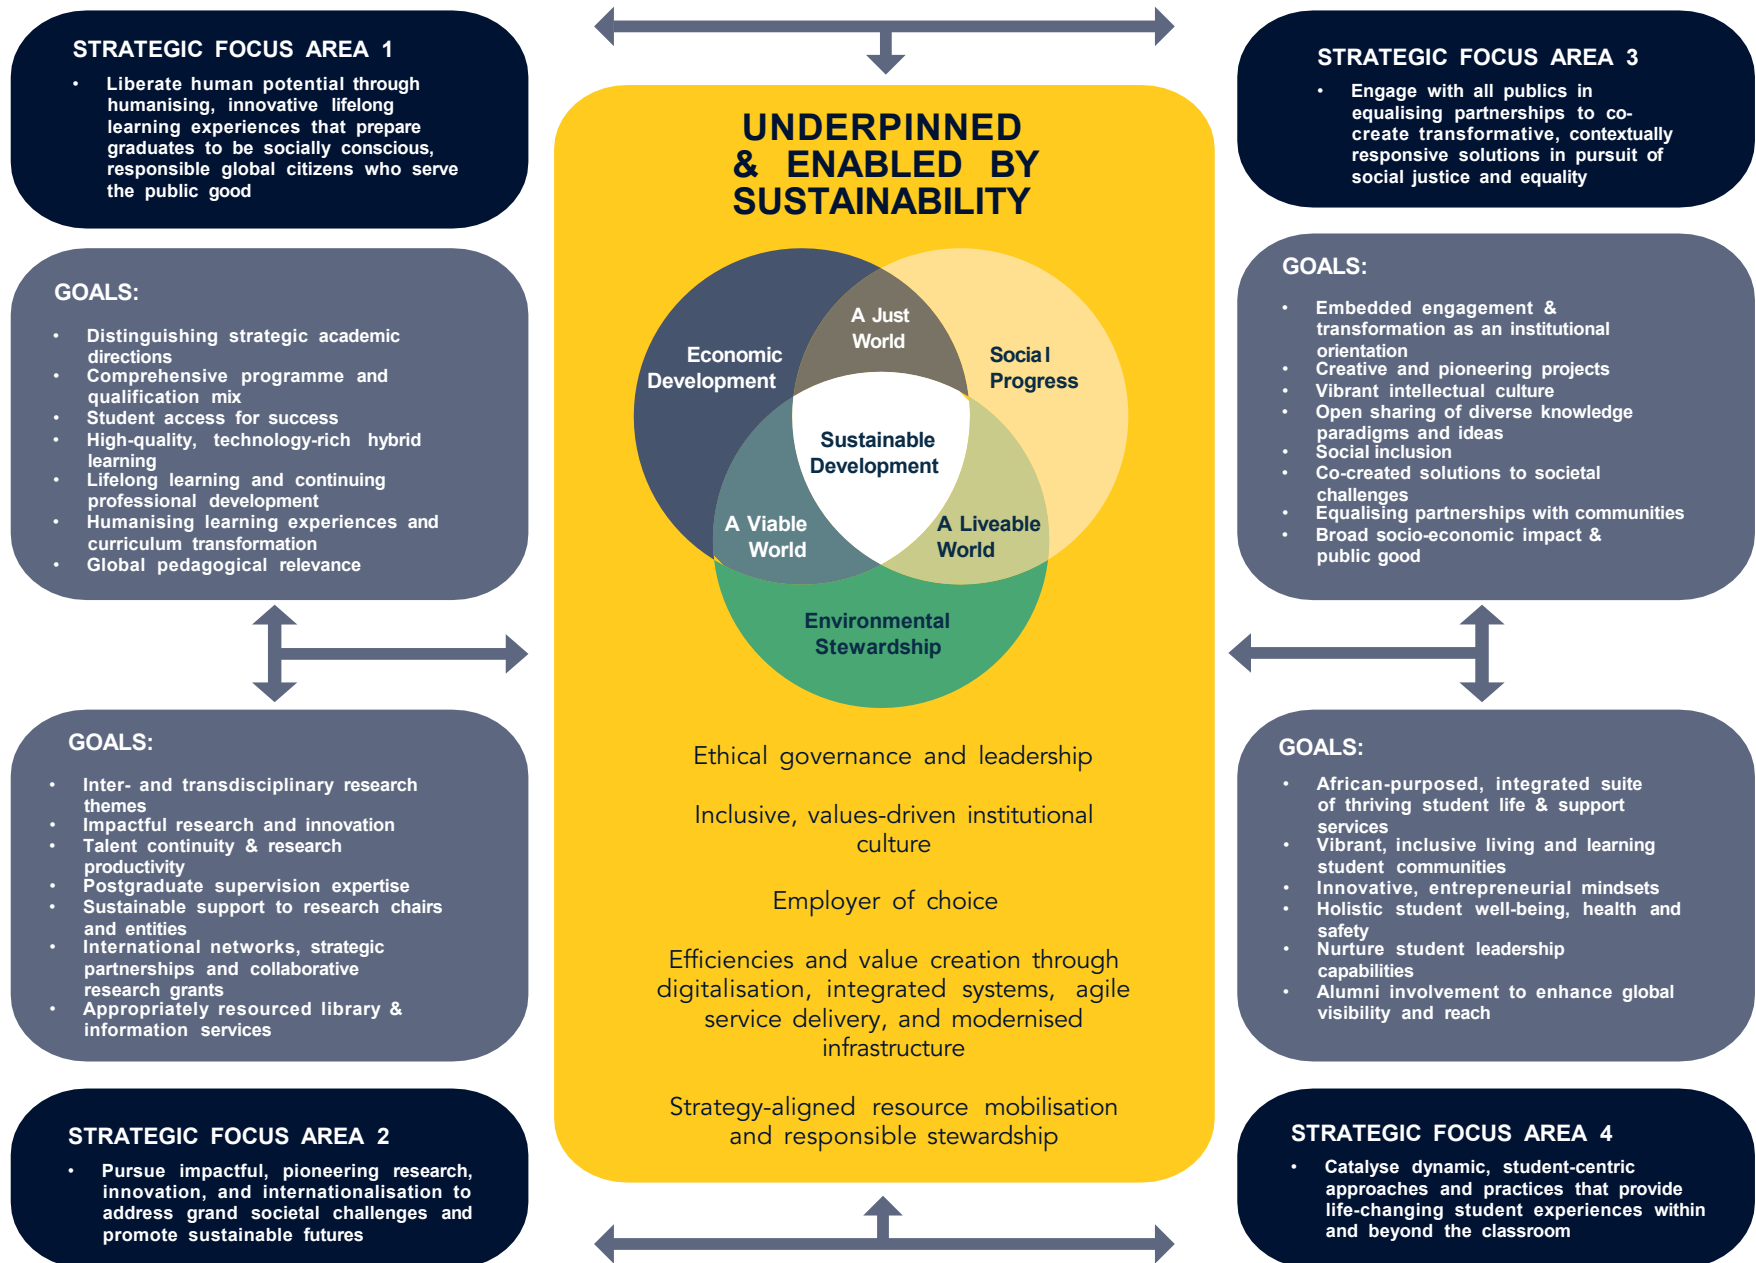 STRATEGIC FOCUS AREA 1
• Liberate human potential through
humanising, innovative lifelong
learning experiences that prepare
graduates to be socially conscious,
responsible global citizens who serve
the public good
GOALS:
• Distinguishing strategic academic
directions
• Comprehensive programme and
qualification mix
• Student access for success
• High-quality, technology-rich hybrid
learning
• Lifelong learning and continuing
professional development
• Humanising learning experiences and
curriculum transformation
• Global pedagogical relevance
GOALS:
• Inter- and transdisciplinary research
themes
• Impactful research and innovation
• Talent continuity & research
productivity
• Postgraduate supervision expertise
• Sustainable support to research chairs
and entities
• International networks, strategic
partnerships and collaborative
research grants
• Appropriately resourced library &
information services
STRATEGIC FOCUS AREA 2
• Pursue impactful, pioneering research,
innovation, and internationalisation to
address grand societal challenges and
promote sustainable futures
UNDERPINNED
& ENABLED BY
SUSTAINABILITY
A Just
World
Economic
Development
Social
Progress
Sustainable
Development
A Viable
World
A Liveable
World
Environmental
Stewardship
Ethical governance and leadership
Inclusive, values-driven institutional
culture
Employer of choice
Efficiencies and value creation through
digitalisation, integrated systems, agile
service delivery, and modernised
infrastructure
Strategy-aligned resource mobilisation
and responsible stewardship
STRATEGIC FOCUS AREA 3
• Engage with all publics in
equalising partnerships to co-
create transformative, contextually
responsive solutions in pursuit of
social justice and equality
GOALS:
• Embedded engagement &
transformation as an institutional
orientation
• Creative and pioneering projects
• Vibrant intellectual culture
• Open sharing of diverse knowledge
paradigms and ideas
• Social inclusion
• Co-created solutions to societal
challenges
• Equalising partnerships with communities
• Broad socio-economic impact &
public good
GOALS:
• African-purposed, integrated suite
of thriving student life & support
services
• Vibrant, inclusive living and learning
student communities
• Innovative, entrepreneurial mindsets
• Holistic student well-being, health and
safety
• Nurture student leadership
capabilities
• Alumni involvement to enhance global
visibility and reach
STRATEGIC FOCUS AREA 4
• Catalyse dynamic, student-centric
approaches and practices that provide
life-changing student experiences within
and beyond the classroom